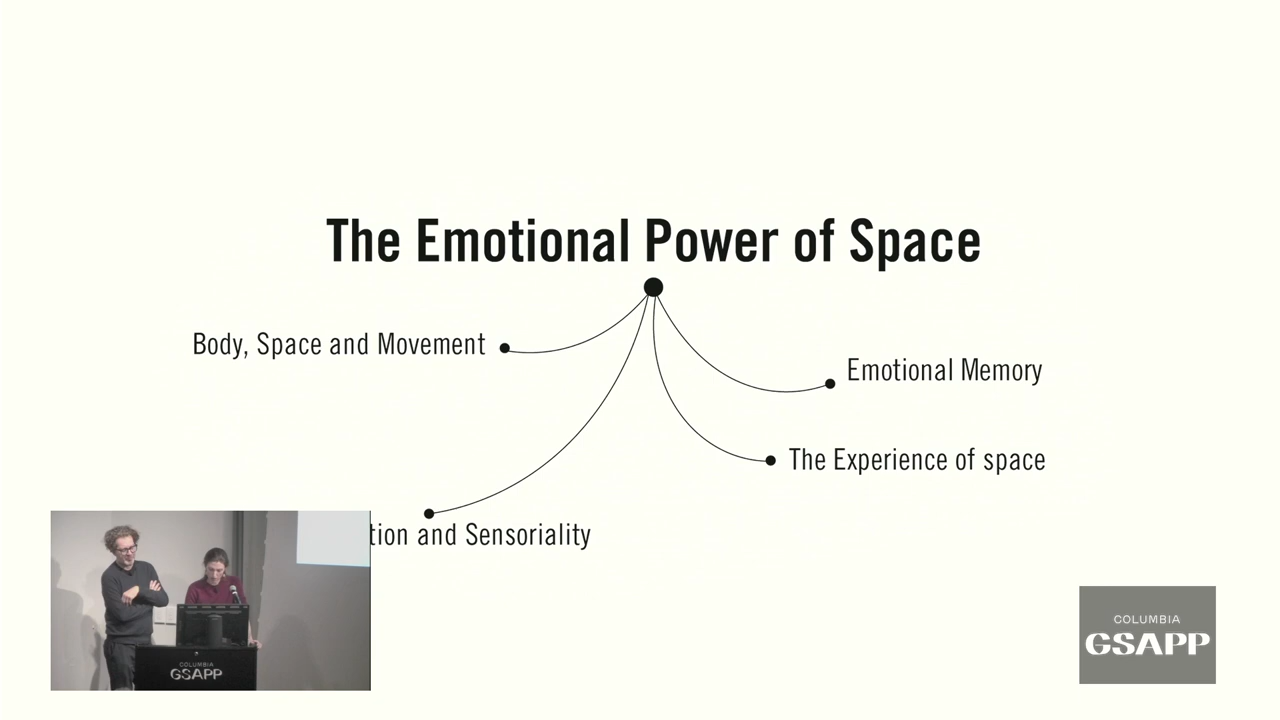 The Emotional Power of Space
Body, Space and Movement
Emotional Memory
The Experience of space
tion and Sensoriality
COLUMBIA
GSAPP
COLUMBIA
GSAPP